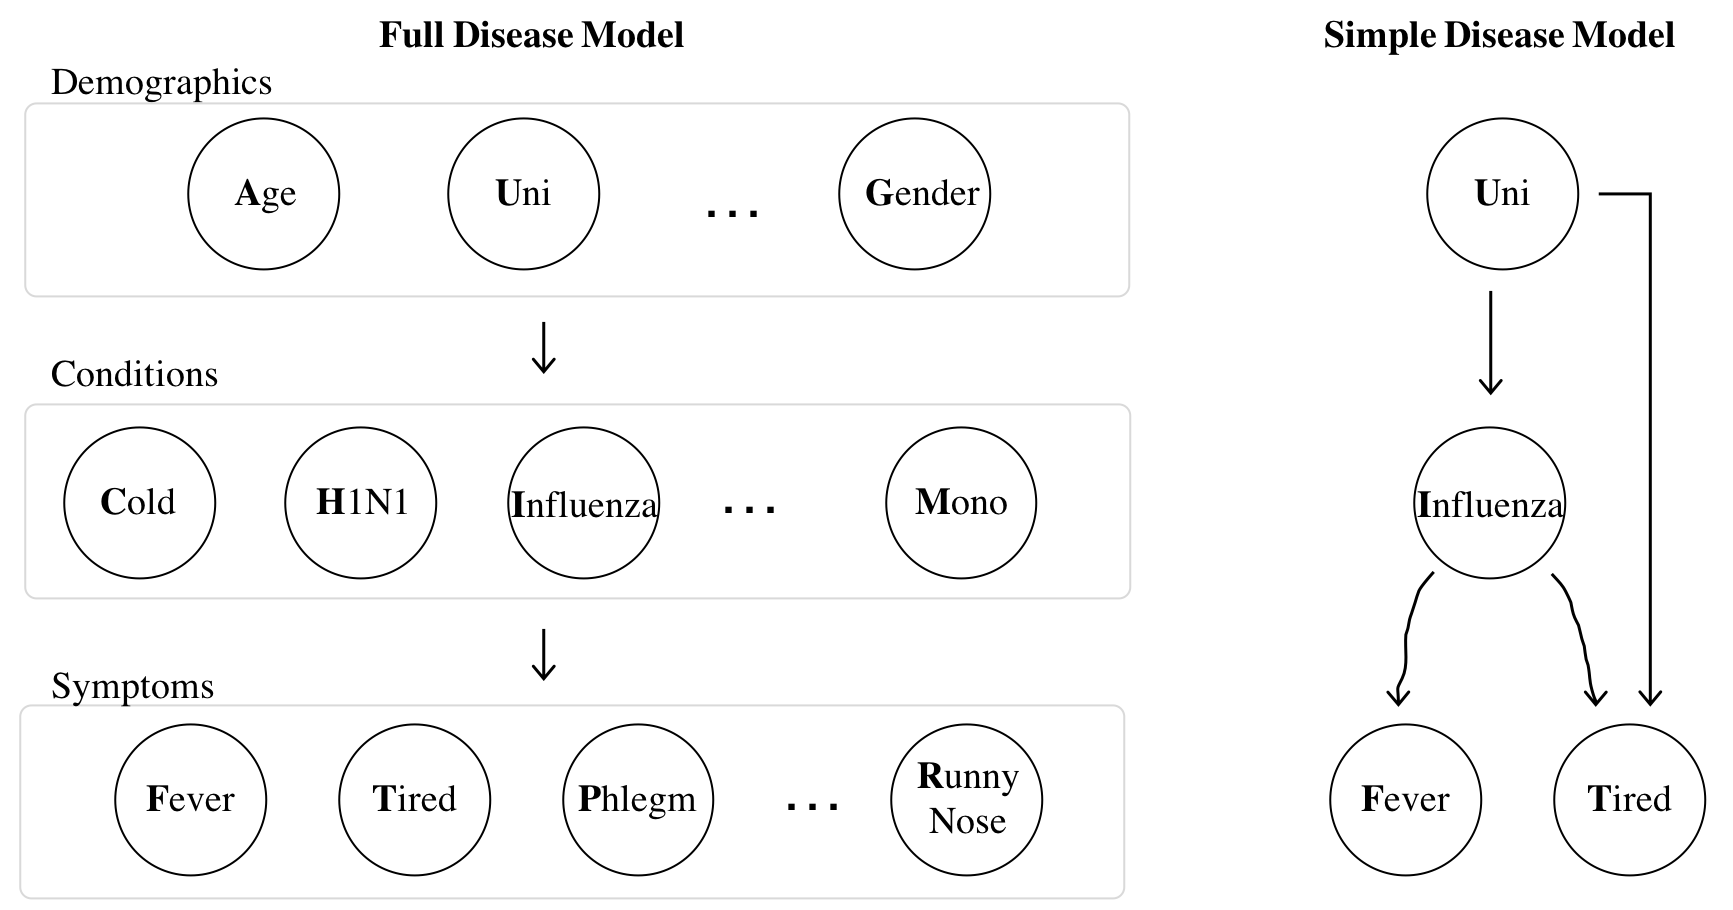 Full Disease Model
Demographics
Age
Uni
...
Gender
Conditions
Cold
H1N1
Influenza
...
Mono
Symptoms
Fever
Tired
Phlegm
...
Runny
Nose
Simple Disease Model
Uni
Influenza
Fever
Tired